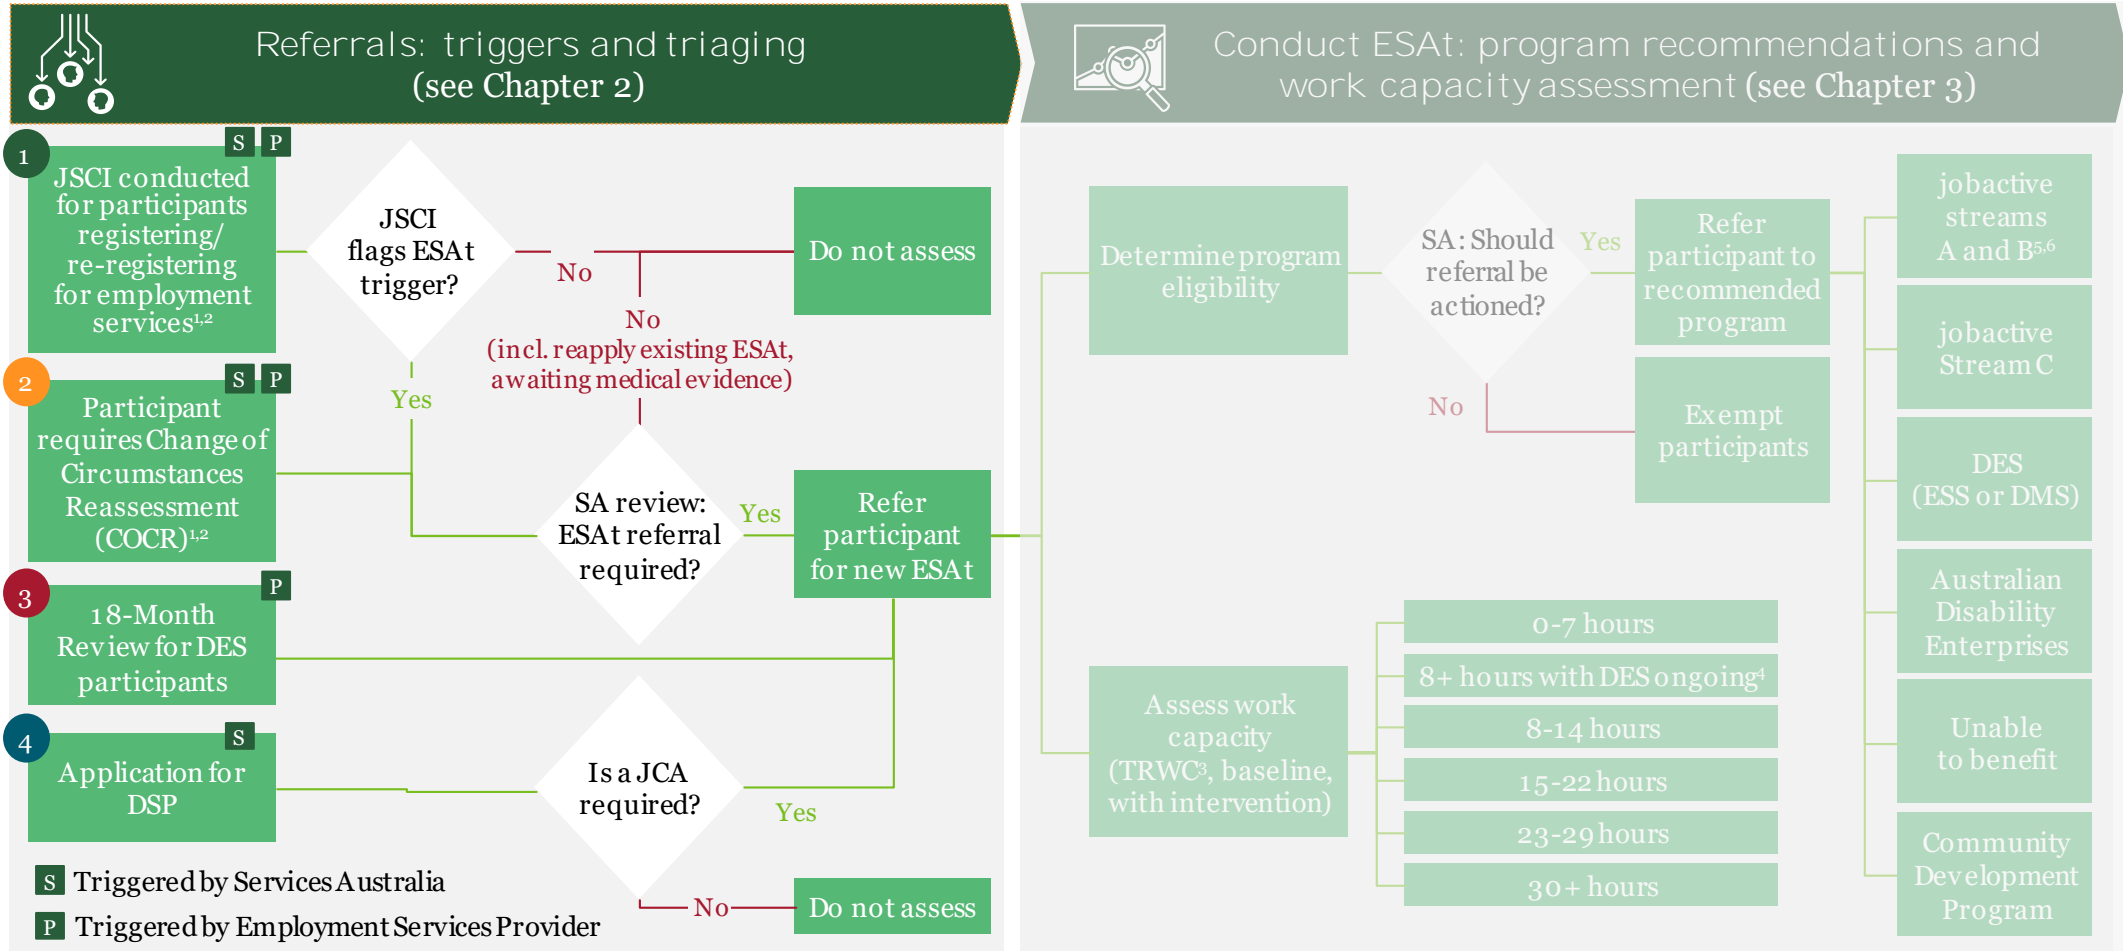 Referrals: triggers and triaging
(see Chapter 2)
Conduct ESAt: program recommendations and
work capacity assessment (see Chapter 3)
1
S P
JSCI conducted
for participants
registering/
re-registering
for employment
services1,2
JSCI
flags ESAt
trigger?
No
Do not assess
No
(incl. reapply existing ESAt,
awaiting medical evidence)
Yes
2
S P
Participant
requires Change of
Circumstances
Reassessment
(COCR)1,2
SA review:
ESAt referral
required?
Yes
Refer
participant
for new ESAt
3
P
18-Month
Review for DES
participants
4
S
Application for
DSP
Is a JCA
required?
Yes
No
Do not assess
S Triggered by Services Australia
P Triggered by Employment Services Provider
Determine program
eligibility
SA: Should
referral be
actioned?
Yes
Refer
participant to
recommended
program
No
Exempt
participants
jobactive
streams
A and B5,6
jobactive
Stream C
DES
(ESS or DMS)
Australian
Disability
Enterprises
Unable
to benefit
Community
Development
Program
Assess work
capacity
(TRWC3, baseline,
with intervention)
0-7 hours
8+ hours with DES ongoing4
8-14 hours
15-22 hours
23-29 hours
30+ hours